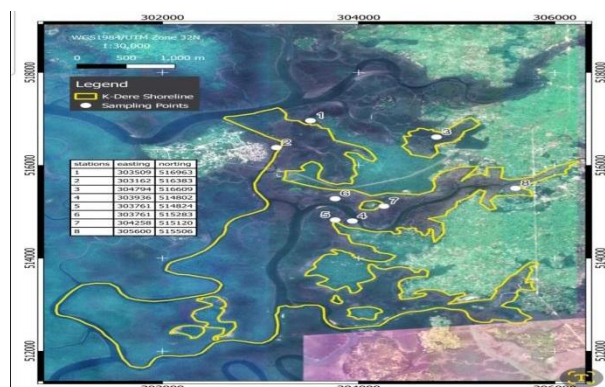 302000 304000 306000
WGS1984/UTM Zone 32N
1:30,000
0 500 1,000 m
Legend
K-Dere Shoreline
Sampling Points
518000 518000
516000 516000
514000 514000
512000 512000
1
2
3
8
6
7
5 4
stations easting norting
1 303509 516963
2 303162 516383
3 304794 516609
4 303936 514802
5 303761 514824
6 303761 515283
7 304258 515120
8 305600 515506
302000 304000 306000